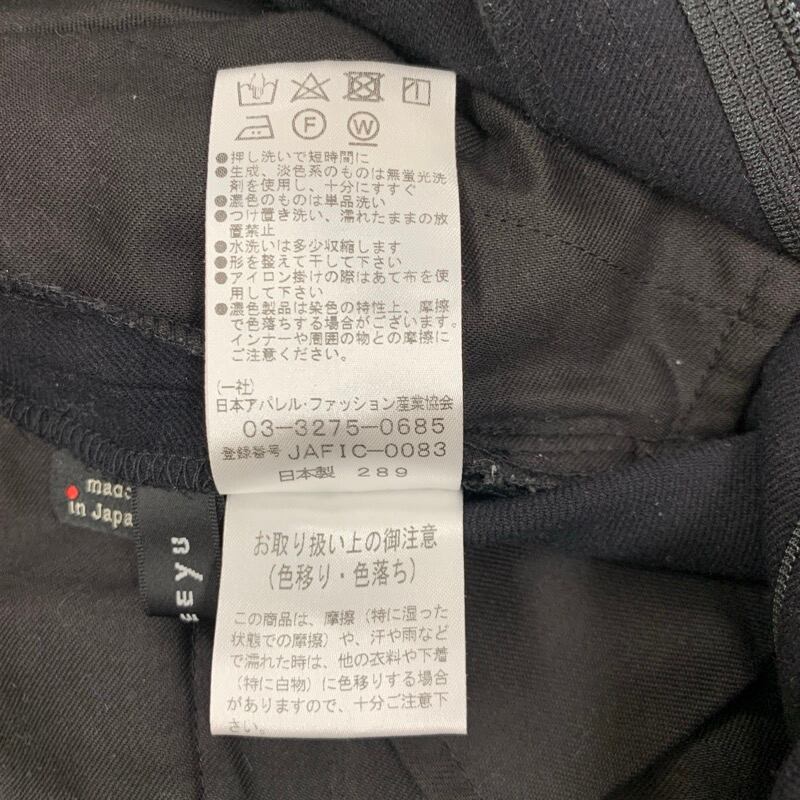 F
W
●押し洗いで短時間に
●生成、淡色系のものは無蛍光洗
剤を使用し、十分にすすぐ
●濃色のものは単品洗い
●つけ置き洗い、濡れたままの放
置禁止
●水洗いは多少収縮します
●形を整えて干して下さい
●アイロン掛けの際はあて布を使
用して下さい
●濃色製品は染色の特性上、摩擦
で色落ちする場合がございます。
インナーや周囲の物との摩擦に
ご注意ください。
(一社)
日本アパレル・ファッション産業協会
03-3275-0685
登録番号 JAFIC-0083
日本製 289
made
in Japa
EYU
お取り扱い上の御注意
(色移り・色落ち)
この商品は、摩擦(特に湿った
状態での摩擦)や、汗や雨など
で濡れた時は、他の衣料や下着
(特に白物)に色移りする場合
がありますので、十分ご注意下
さい。